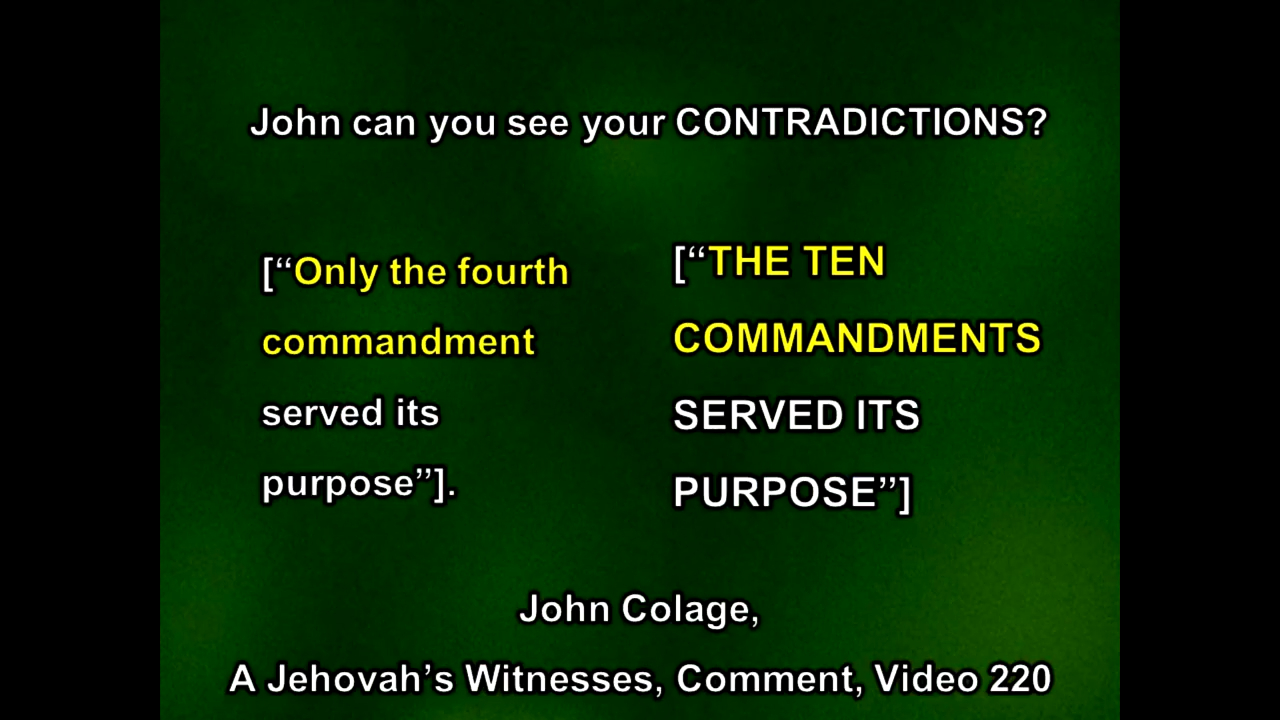 John can you see your CONTRADICTIONS?
[“Only the fourth
commandment
served its
purpose”].
[“THE TEN
COMMANDMENTS
SERVED ITS
PURPOSE”]
John Colage,
A Jehovah’s Witnesses, Comment, Video 220